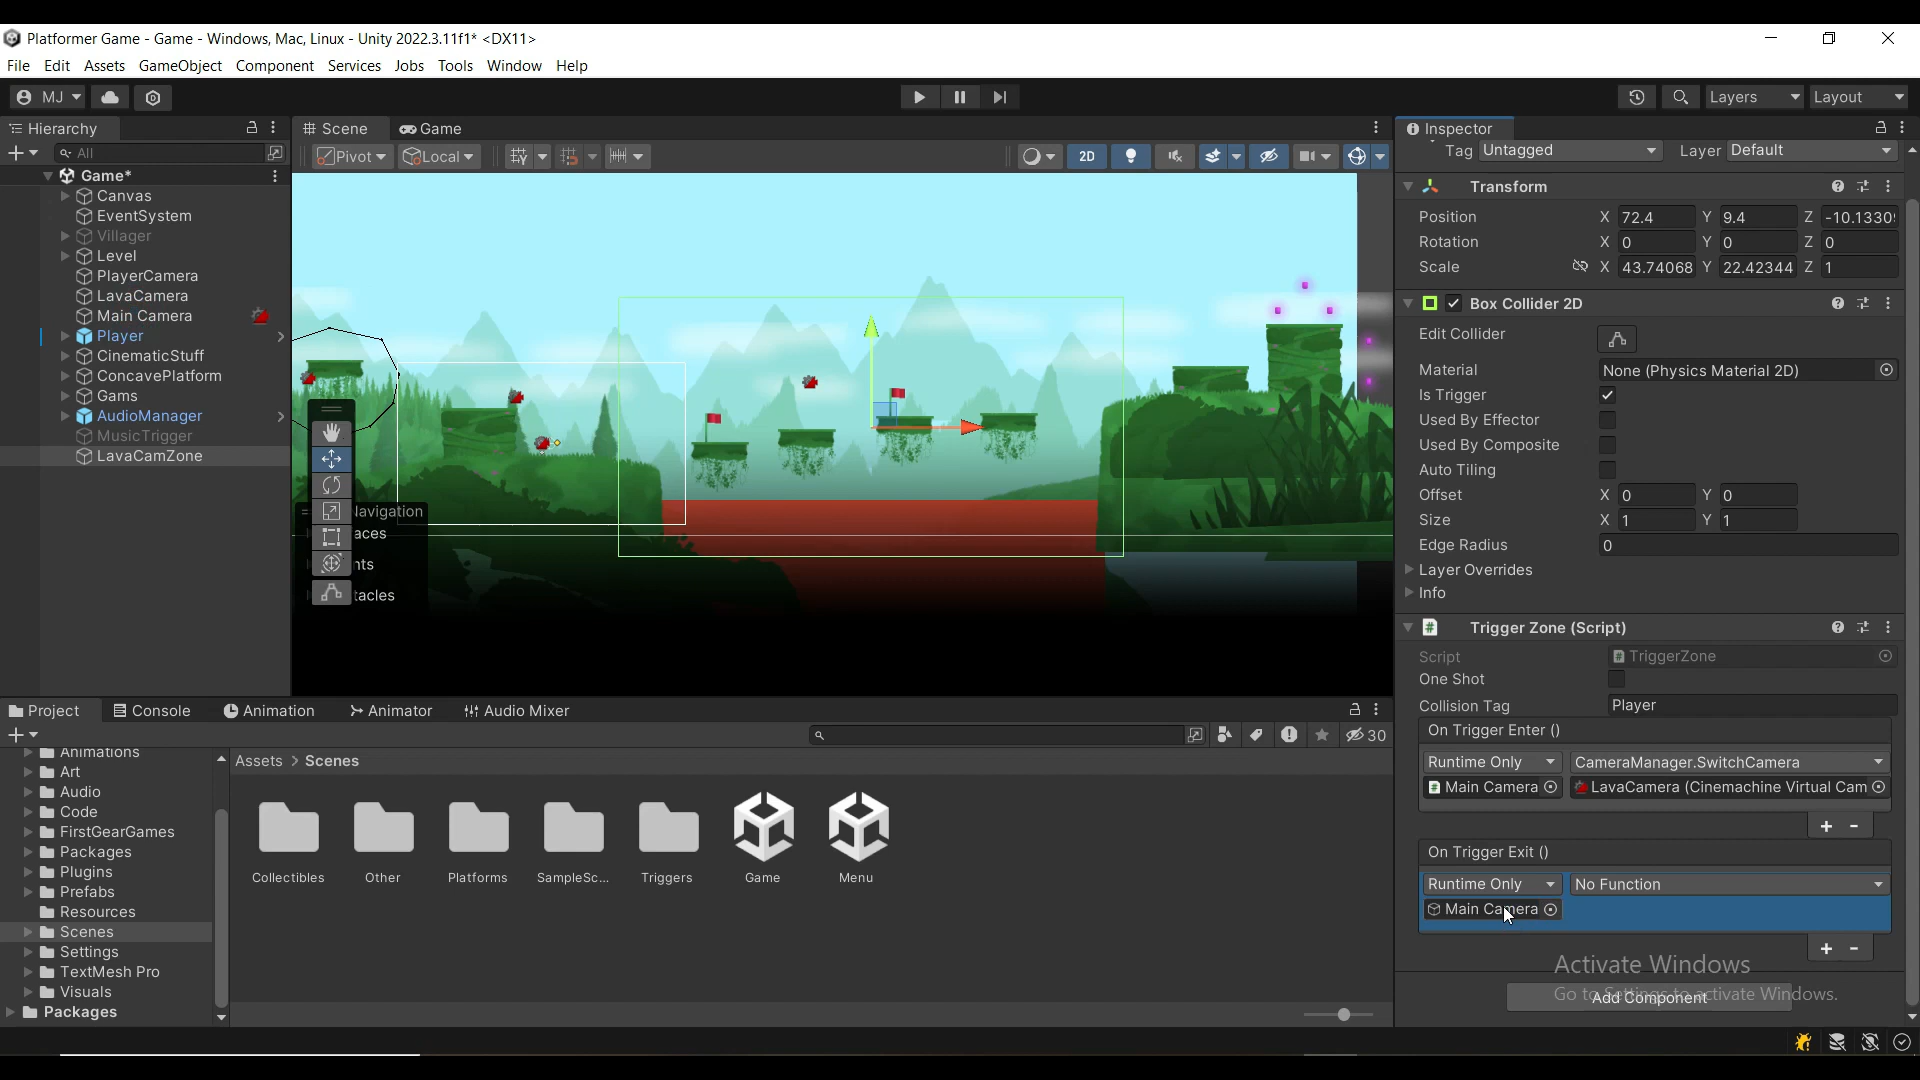 Platformer Game - Game - Windows, Mac, Linux - Unity 2022.3.11f1* <DX11>
File Edit Assets GameObject Component Services Jobs Tools Window Help
MJ Layers Layout
Hierarchy Scene Game Inspector
All Pivot Local 2D Tag Untagged Layer Default
Game*
Canvas
EventSystem
Villager
Level
PlayerCamera
LavaCamera
Main Camera
Player
CinematicStuff
ConcavePlatform
Gams
AudioManager
MusicTrigger
LavaCamZone
Navigation
aces
nts
tacles
Transform
Position X 72.4 Y 9.4 Z -10.1330
Rotation X 0 Y 0 Z 0
Scale X 43.74068 Y 22.42344 Z 1
Box Collider 2D
Edit Collider
Material None (Physics Material 2D)
Is Trigger
Used By Effector
Used By Composite
Auto Tiling
Offset X 0 Y 0
Size X 1 Y 1
Edge Radius 0
Layer Overrides
Info
Trigger Zone (Script)
Script TriggerZone
One Shot
Collision Tag Player
On Trigger Enter ()
Runtime Only CameraManager.SwitchCamera
Main Camera LavaCamera (Cinemachine Virtual Cam
+ -
On Trigger Exit ()
Runtime Only No Function
Main Camera
+ -
Add Component
Activate Windows
Go to Settings to activate Windows.
Project Console Animation Animator Audio Mixer
30
Animations
Art
Audio
Code
FirstGearGames
Packages
Plugins
Prefabs
Resources
Scenes
Settings
TextMesh Pro
Visuals
Packages
Assets > Scenes
Collectibles Other Platforms SampleSc... Triggers Game Menu